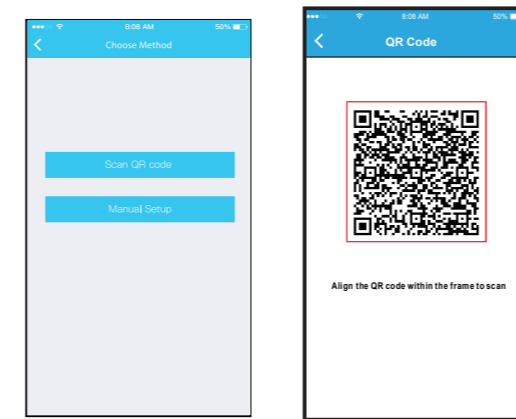 8:08 AM
50%
Choose Method
Scan QR code
Manual Setup
8:08 AM
50%
QR Code
Align the QR code within the frame to scan